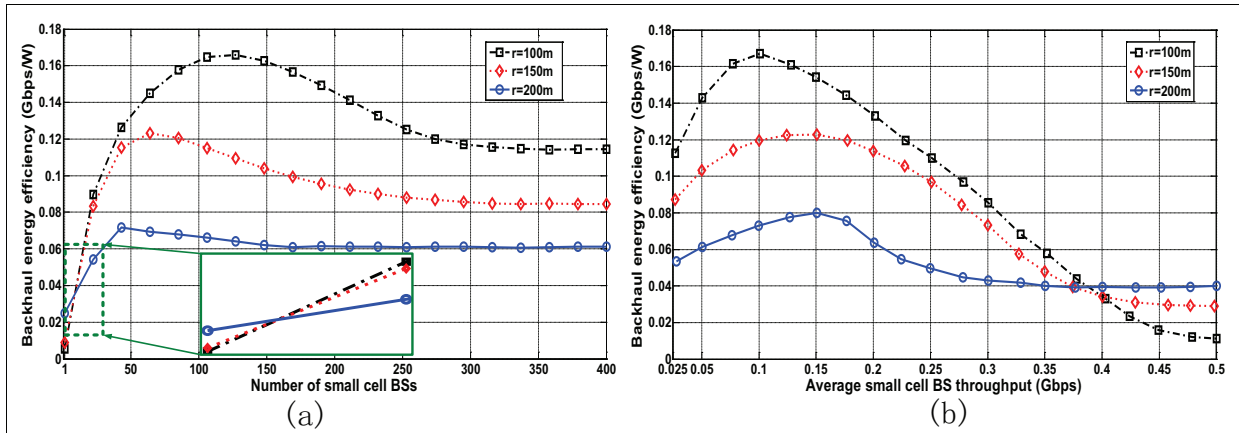 0.18
0.16
0.14
0.12
0.1
0.08
0.06
0.04
0.02
0
Backhaul energy efficiency (Gbps/W)
r=100m
r=150m
r=200m
1 50 100 150 200 250 300 350 400
Number of small cell BSs
(a)
0.18
0.16
0.14
0.12
0.1
0.08
0.06
0.04
0.02
0
Backhaul energy efficiency (Gbps/W)
r=100m
r=150m
r=200m
0.025 0.05 0.1 0.15 0.2 0.25 0.3 0.35 0.4 0.45 0.5
Average small cell BS throughput (Gbps)
(b)